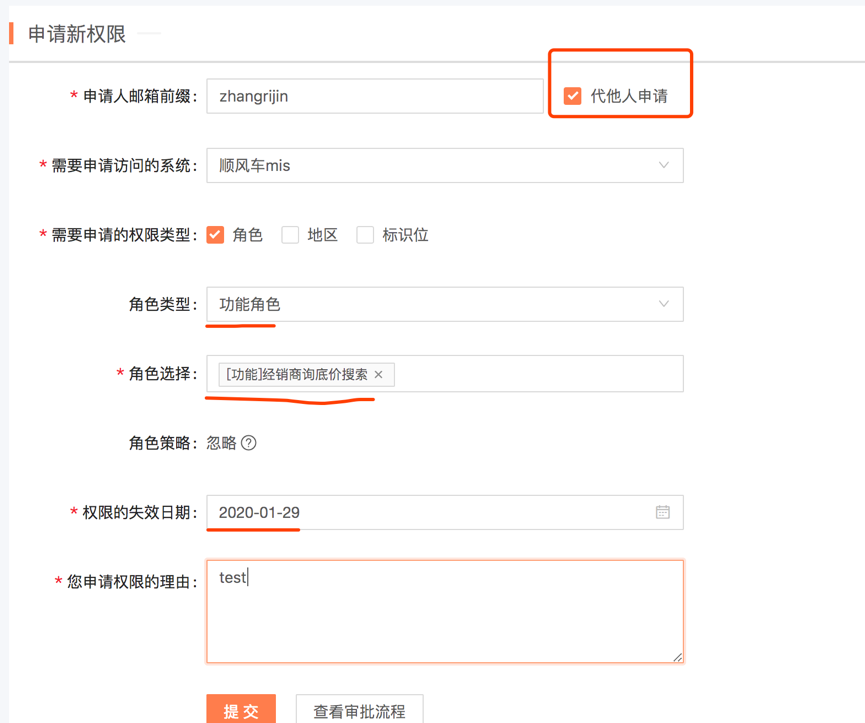 申请新权限
* 申请人邮箱前缀: zhangrijin 代他人申请
* 需要申请访问的系统: 顺风车mis
* 需要申请的权限类型: 角色 地区 标识位
角色类型: 功能角色
* 角色选择: [功能]经销商询底价搜索 ×
角色策略: 忽略 ?
* 权限的失效日期: 2020-01-29
* 您申请权限的理由: test
提 交 查看审批流程